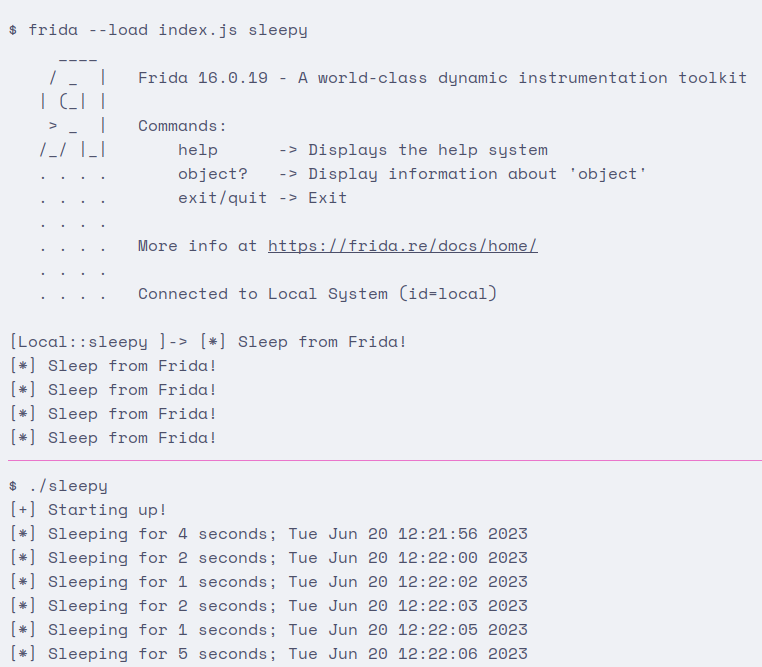 $ frida --load index.js sleepy
     ____
    / _  |   Frida 16.0.19 - A world-class dynamic instrumentation toolkit
   | (_| |
    > _  |   Commands:
   /_/ |_|       help      -> Displays the help system
   . . . .       object?   -> Display information about 'object'
   . . . .       exit/quit -> Exit
   . . . .
   . . . .   More info at https://frida.re/docs/home/
   . . . .
   . . . .   Connected to Local System (id=local)
[Local::sleepy ]-> [*] Sleep from Frida!
[*] Sleep from Frida!
[*] Sleep from Frida!
[*] Sleep from Frida!
[*] Sleep from Frida!
$ ./sleepy
[+] Starting up!
[*] Sleeping for 4 seconds; Tue Jun 20 12:21:56 2023
[*] Sleeping for 2 seconds; Tue Jun 20 12:22:00 2023
[*] Sleeping for 1 seconds; Tue Jun 20 12:22:02 2023
[*] Sleeping for 2 seconds; Tue Jun 20 12:22:03 2023
[*] Sleeping for 1 seconds; Tue Jun 20 12:22:05 2023
[*] Sleeping for 5 seconds; Tue Jun 20 12:22:06 2023